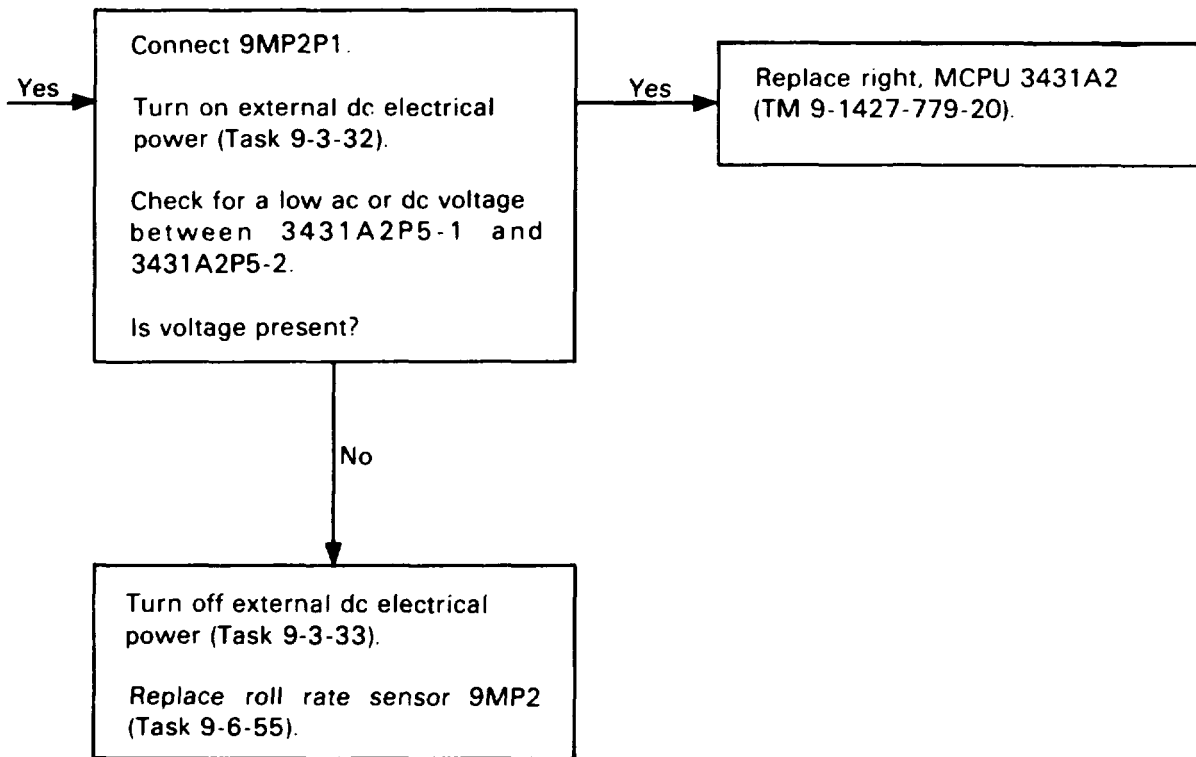 Yes
Connect 9MP2P1.
Turn on external dc electrical
power (Task 9-3-32).
Check for a low ac or dc voltage
between 3431A2P5-1 and
3431A2P5-2.
Is voltage present?
Yes
Replace right, MCPU 3431A2
(TM 9-1427-779-20).
No
Turn off external dc electrical
power (Task 9-3-33).
Replace roll rate sensor 9MP2
(Task 9-6-55).